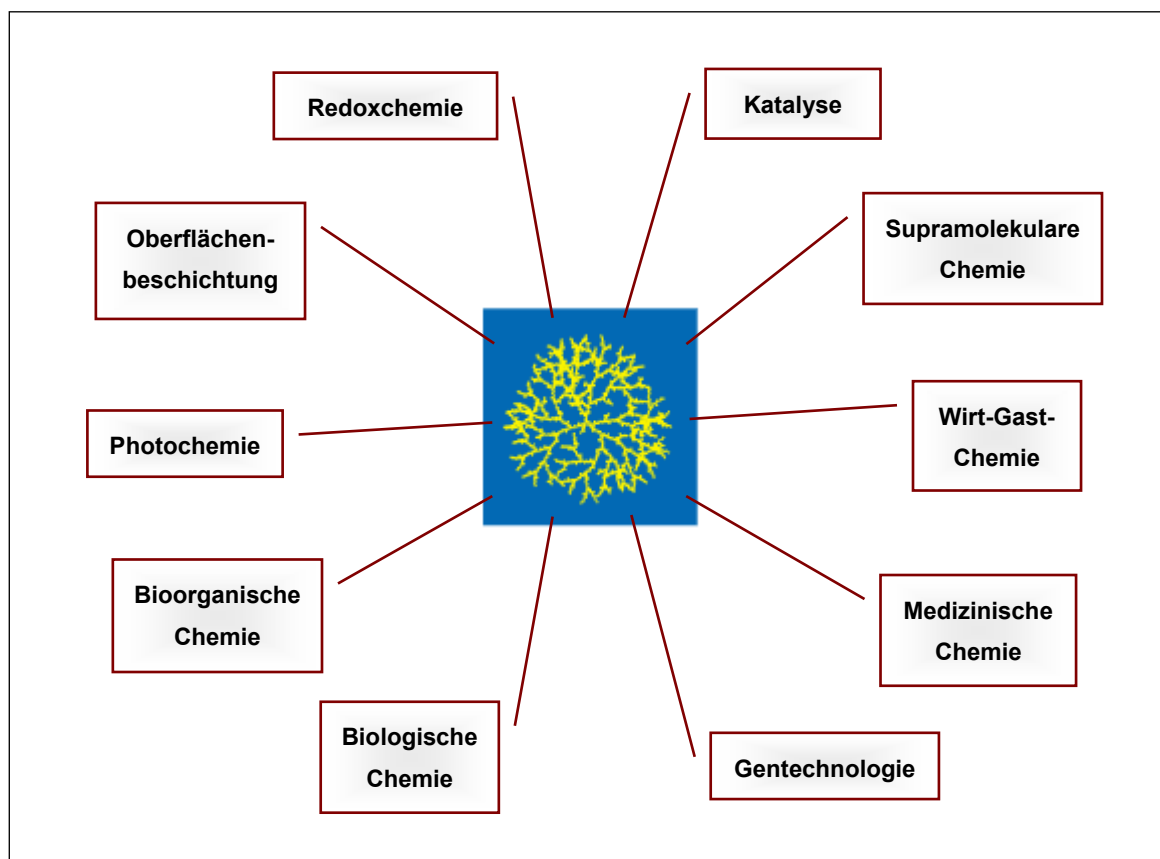 Redoxchemie
Katalyse
Oberflächen-
beschichtung
Supramolekulare
Chemie
Photochemie
Wirt-Gast-
Chemie
Bioorganische
Chemie
Medizinische
Chemie
Biologische
Chemie
Gentechnologie